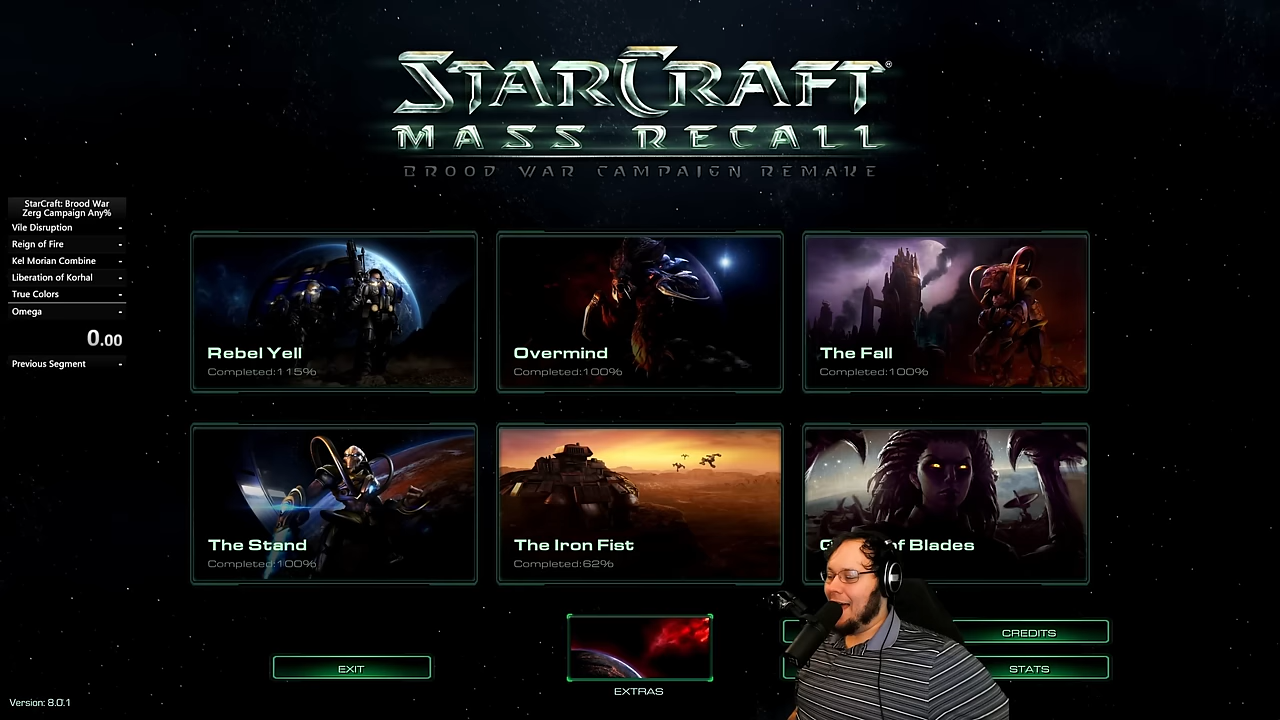 STARCRAFT®
MASS RECALL
BROOD WAR CAMPAIGN REMAKE
StarCraft: Brood War
Zerg Campaign Any%
Vile Disruption -
Reign of Fire -
Kel Morian Combine -
Liberation of Korhal -
True Colors -
Omega -
0.00
Previous Segment -
Rebel Yell
Completed:115%
Overmind
Completed:100%
The Fall
Completed:100%
The Stand
Completed:100%
The Iron Fist
Completed:62%
of Blades
EXIT
EXTRAS
CREDITS
STATS
Version: 8.0.1